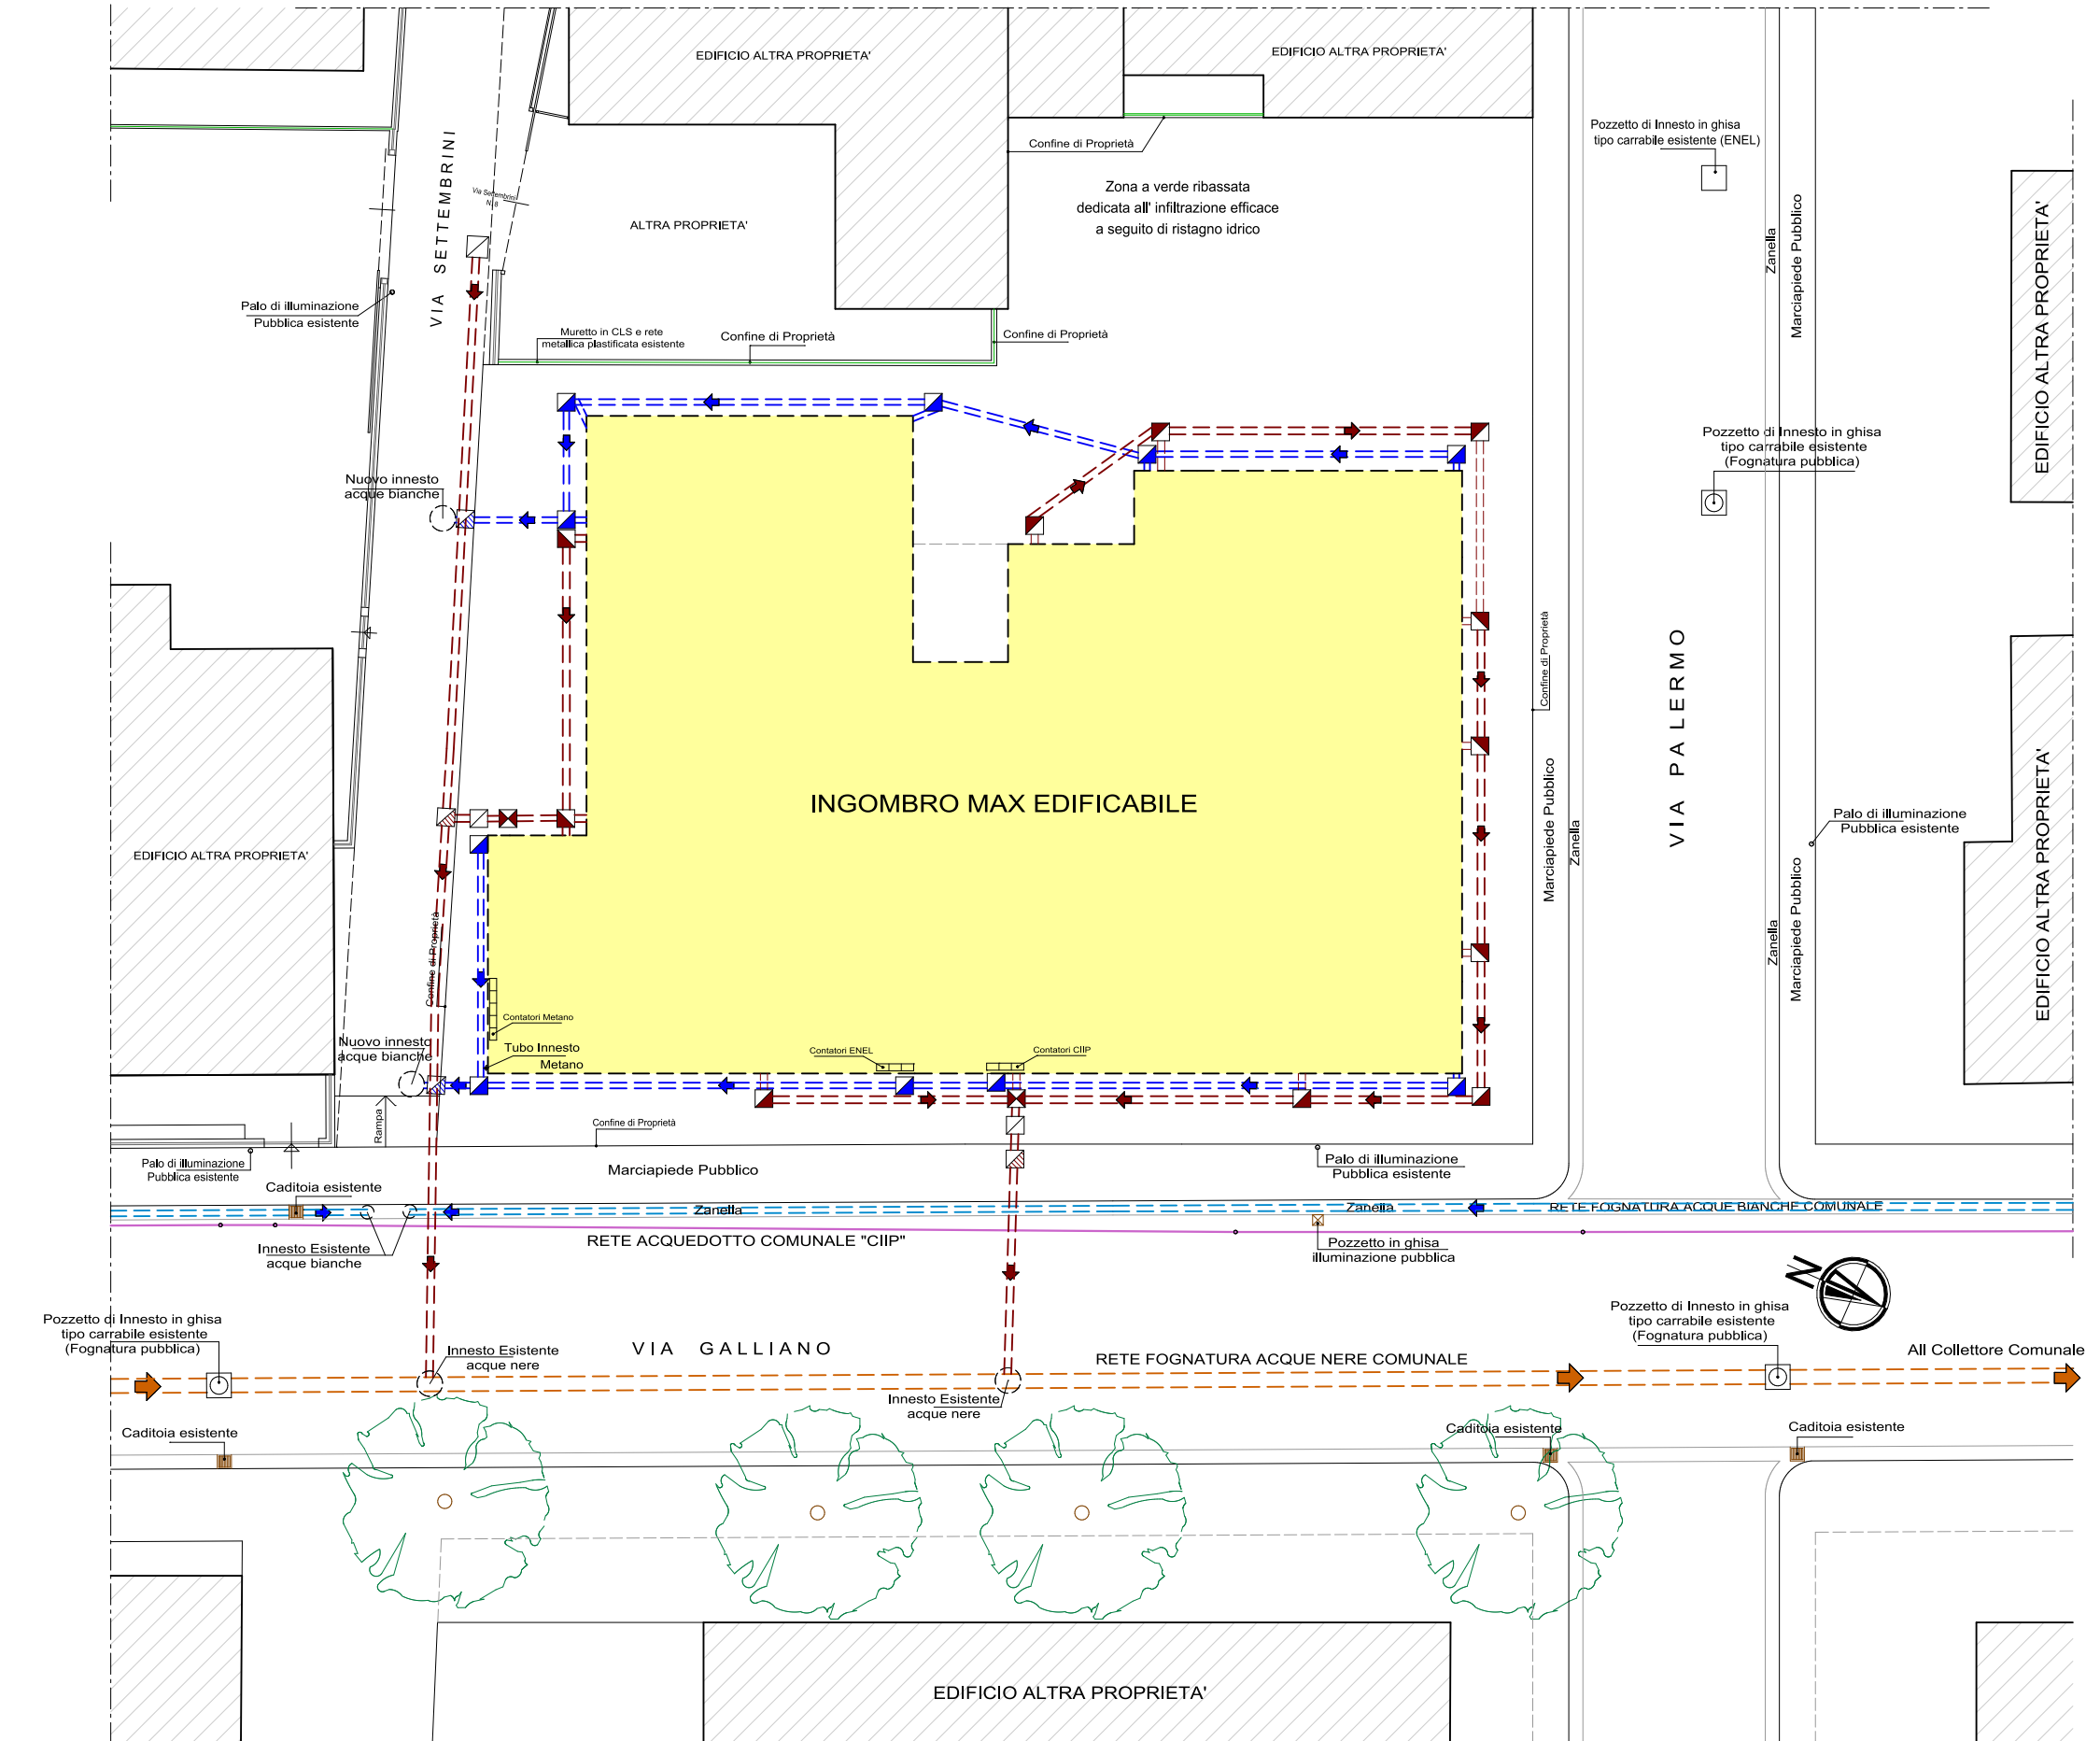 EDIFICIO ALTRA PROPRIETA'
EDIFICIO ALTRA PROPRIETA'
Confine di Proprietà
Pozzetto di Innesto in ghisa
tipo carrabile esistente (ENEL)
Zona a verde ribassata
dedicata all' infiltrazione efficace
a seguito di ristagno idrico
VIA SETTEMBRINI
Via Settembrini
N. 8
ALTRA PROPRIETA'
Zanella
Marciapiede Pubblico
EDIFICIO ALTRA PROPRIETA'
Palo di illuminazione
Pubblica esistente
Muretto in CLS e rete
metallica plastificata esistente
Confine di Proprietà
Confine di Proprietà
Pozzetto di Innesto in ghisa
tipo carrabile esistente
(Fognatura pubblica)
Nuovo innesto
acque bianche
Confine di Proprietà
VIA PALERMO
INGOMBRO MAX EDIFICABILE
Marciapiede Pubblico
Zanella
Palo di illuminazione
Pubblica esistente
EDIFICIO ALTRA PROPRIETA'
EDIFICIO ALTRA PROPRIETA'
Zanella
Marciapiede Pubblico
Confine di Proprietà
Contatori Metano
Nuovo innesto
acque bianche
Tubo Innesto
Metano
Contatori ENEL
Contatori CIIP
Rampa
Confine di Proprietà
Palo di illuminazione
Pubblica esistente
Marciapiede Pubblico
Palo di illuminazione
Pubblica esistente
Caditoia esistente
Zanella
Zanella
RETE FOGNATURA ACQUE BIANCHE COMUNALE
Innesto Esistente
acque bianche
RETE ACQUEDOTTO COMUNALE "CIIP"
Pozzetto in ghisa
illuminazione pubblica
N
Pozzetto di Innesto in ghisa
tipo carrabile esistente
(Fognatura pubblica)
Innesto Esistente
acque nere
VIA GALLIANO
RETE FOGNATURA ACQUE NERE COMUNALE
Pozzetto di Innesto in ghisa
tipo carrabile esistente
(Fognatura pubblica)
All Collettore Comunale
Innesto Esistente
acque nere
Caditoia esistente
Caditoia esistente
Caditoia esistente
EDIFICIO ALTRA PROPRIETA'